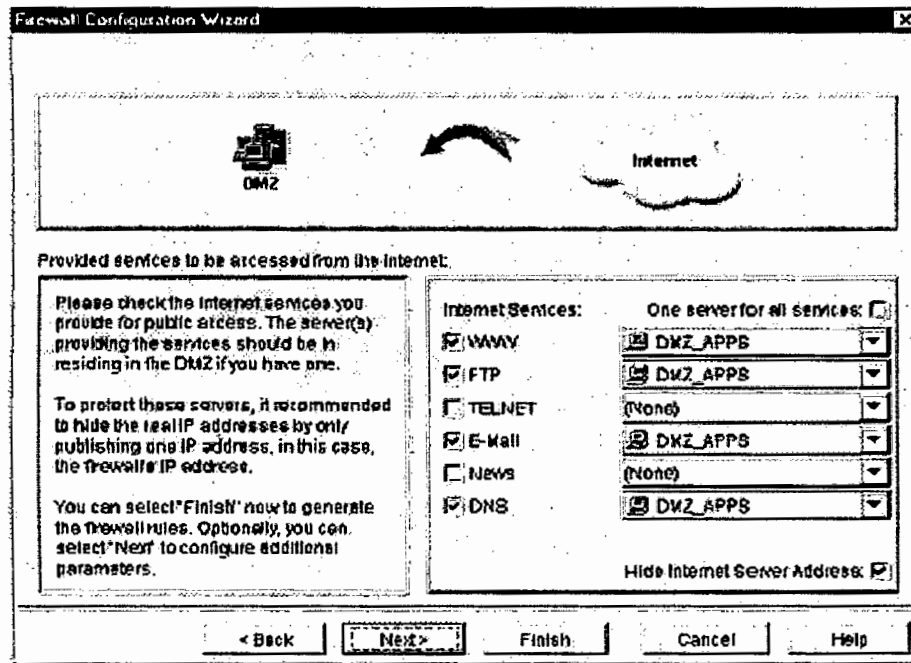 Firewall Configuration Wizard
DMZ
Internet
Provided services to be accessed from the Internet:
Please check the Internet services you
provide for public access. The server(s)
providing the services should be in
residing in the DMZ if you have one.
To protect these servers, it recommended
to hide the real IP addresses by only
publishing one IP address, in this case,
the firewall's IP address.
You can select "Finish" now to generate
the firewall rules. Optionally, you can
select "Next" to configure additional
parameters.
Internet Services: One server for all services:
WWW DMZ_APPS
FTP DMZ_APPS
TELNET (None)
E-Mail DMZ_APPS
News (None)
DNS DMZ_APPS
Hide Internet Server Address:
< Back Next > Finish Cancel Help